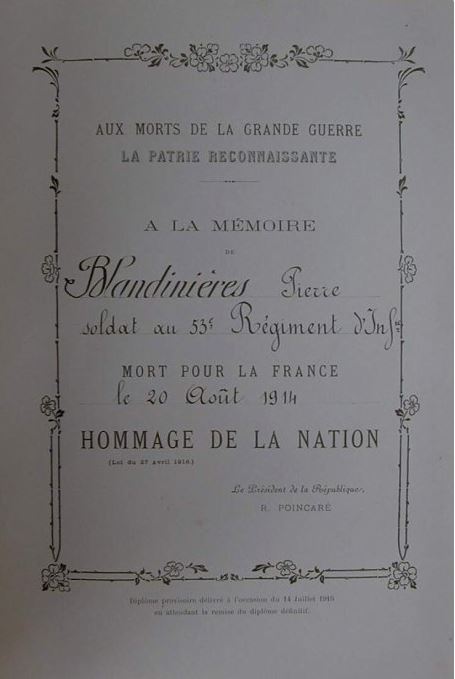 AUX MORTS DE LA GRANDE GUERRE
LA PATRIE RECONNAISSANTE
A LA MÉMOIRE
DE
Blandinières Pierre
soldat au 53e Régiment d'Infie
MORT POUR LA FRANCE
le 20 Août 1914
HOMMAGE DE LA NATION
(Loi du 27 avril 1916.)
Le Président de la République,
R. POINCARÉ
Diplôme provisoire délivré à l'occasion du 14 Juillet 1916
en attendant la remise du diplôme définitif.